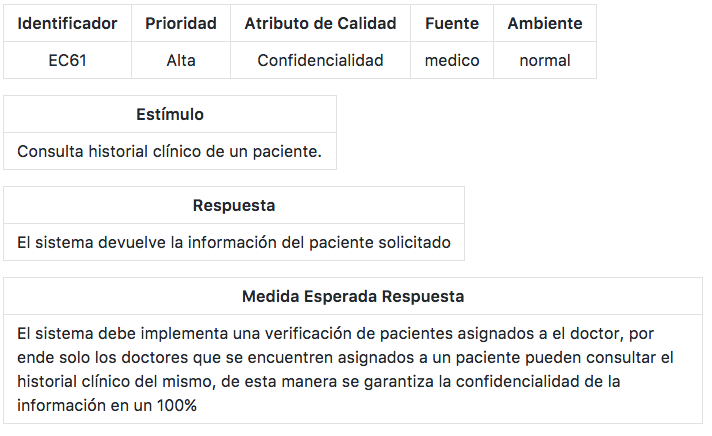 Identificador Prioridad Atributo de Calidad Fuente Ambiente
EC61 Alta Confidencialidad medico normal
Estímulo
Consulta historial clínico de un paciente.
Respuesta
El sistema devuelve la información del paciente solicitado
Medida Esperada Respuesta
El sistema debe implementa una verificación de pacientes asignados a el doctor, por
ende solo los doctores que se encuentren asignados a un paciente pueden consultar el
historial clínico del mismo, de esta manera se garantiza la confidencialidad de la
información en un 100%